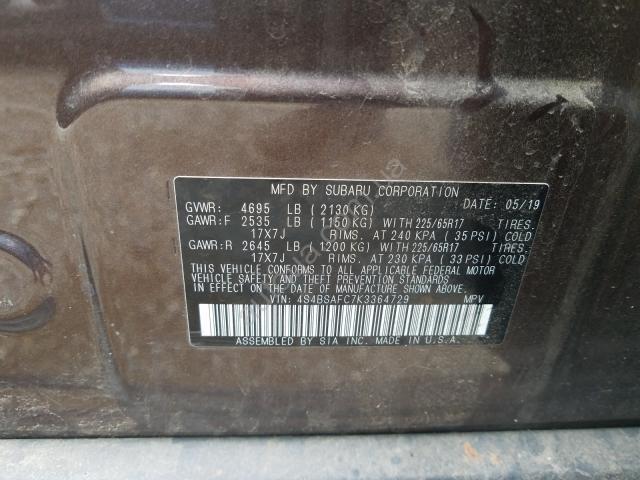 MFD BY SUBARU CORPORATION DATE: 05/19
GVWR: 4695 LB (2130 KG)
GAWR:F 2535 LB (1150 KG) WITH 225/65R17 TIRES.
17X7J RIMS. AT 240 KPA (35 PSI) COLD
GAWR:R 2645 LB (1200 KG) WITH 225/65R17 TIRES.
17X7J RIMS. AT 230 KPA (33 PSI) COLD
THIS VEHICLE CONFORMS TO ALL APPLICABLE FEDERAL MOTOR
VEHICLE SAFETY, BUMPER, AND THEFT PREVENTION STANDARDS
IN EFFECT ON THE DATE OF MANUFACTURE SHOWN ABOVE.
VIN: 4S4BSAFC7K3364729 MPV
ASSEMBLED BY SIA INC. MADE IN U.S.A.